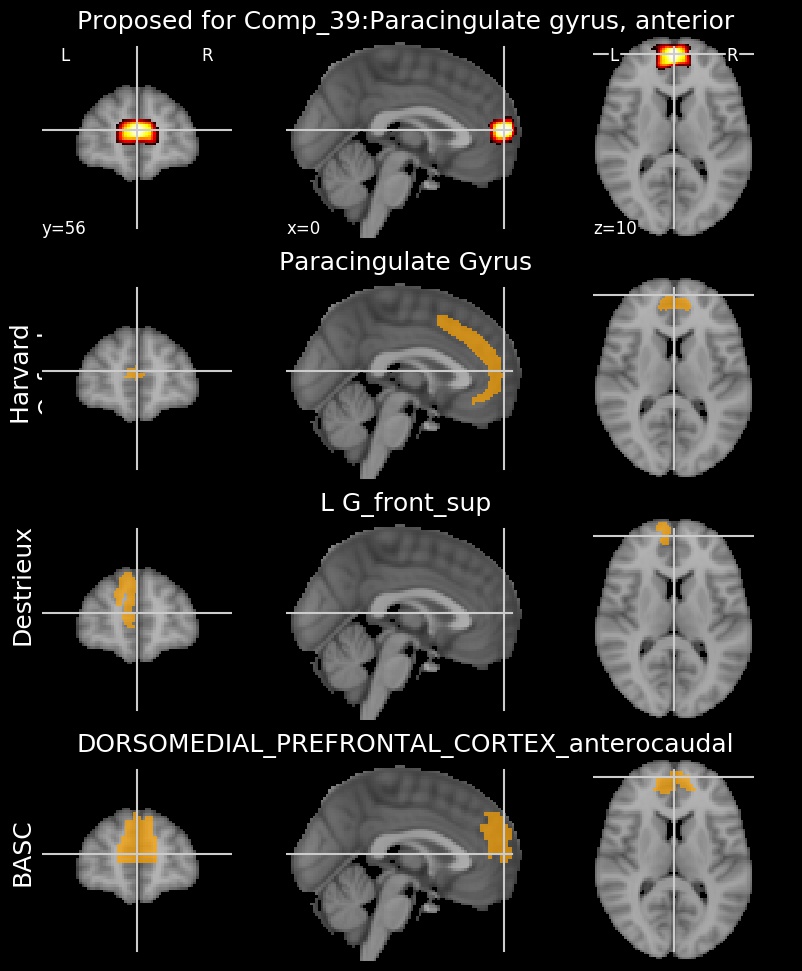 Proposed for Comp_39:Paracingulate gyrus, anterior
L R L R
y=56 x=0 z=10
Paracingulate Gyrus
Harvard
L G_front_sup
Destrieux
DORSOMEDIAL_PREFRONTAL_CORTEX_anterocaudal
BASC